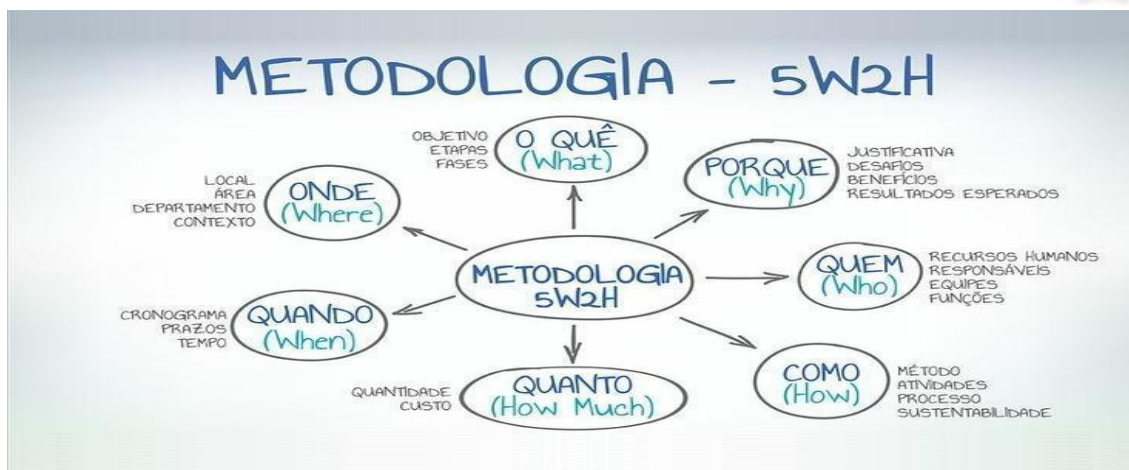 METODOLOGIA - 5W2H
OBJETIVO
ETAPAS
FASES
O QUÊ
(What)
PORQUE
(Why)
JUSTIFICATIVA
DESAFIOS
BENEFÍCIOS
RESULTADOS ESPERADOS
LOCAL
ÁREA
DEPARTAMENTO
CONTEXTO
ONDE
(Where)
METODOLOGIA
5W2H
QUEM
(Who)
RECURSOS HUMANOS
RESPONSÁVEIS
EQUIPES
FUNÇÕES
CRONOGRAMA
PRAZOS
TEMPO
QUANDO
(When)
QUANTIDADE
CUSTO
QUANTO
(How Much)
COMO
(How)
MÉTODO
ATIVIDADES
PROCESSO
SUSTENTABILIDADE